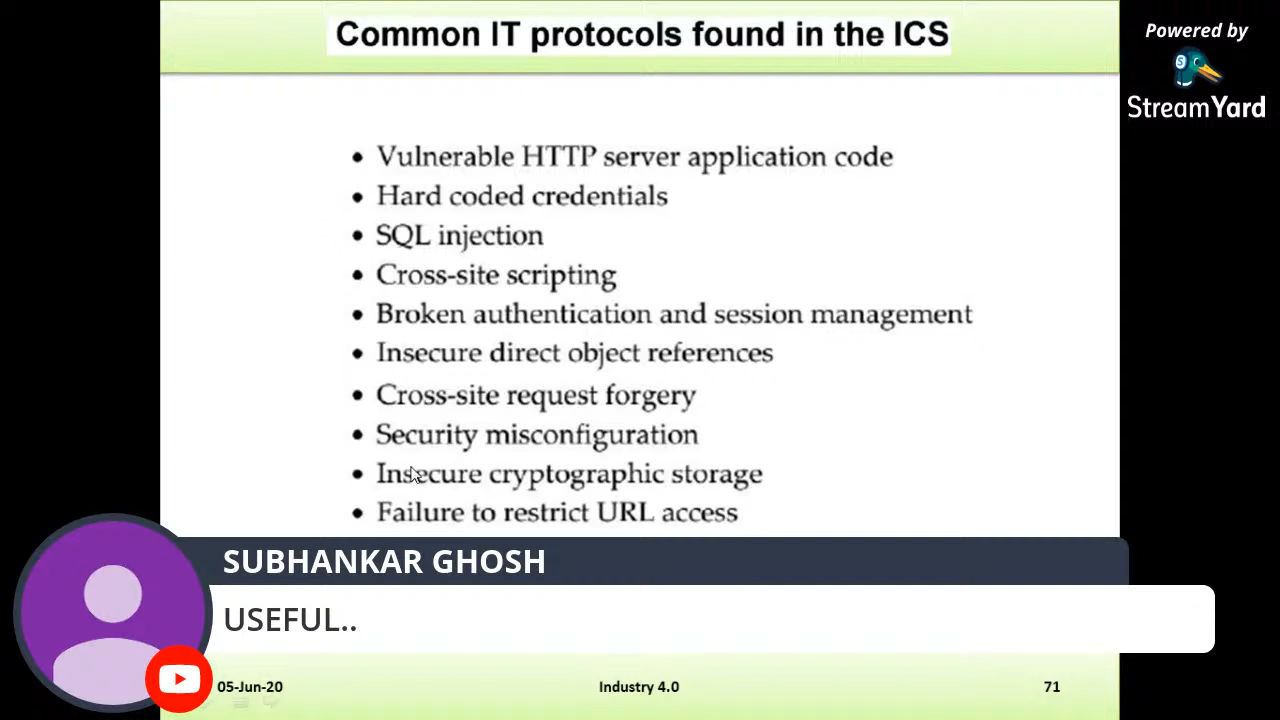 Common IT protocols found in the ICS
Powered by
S
StreamYard
• Vulnerable HTTP server application code
• Hard coded credentials
• SQL injection
• Cross-site scripting
• Broken authentication and session management
• Insecure direct object references
• Cross-site request forgery
• Security misconfiguration
• Insecure cryptographic storage
• Failure to restrict URL access
SUBHANKAR GHOSH
USEFUL..
05-Jun-20
Industry 4.0
71